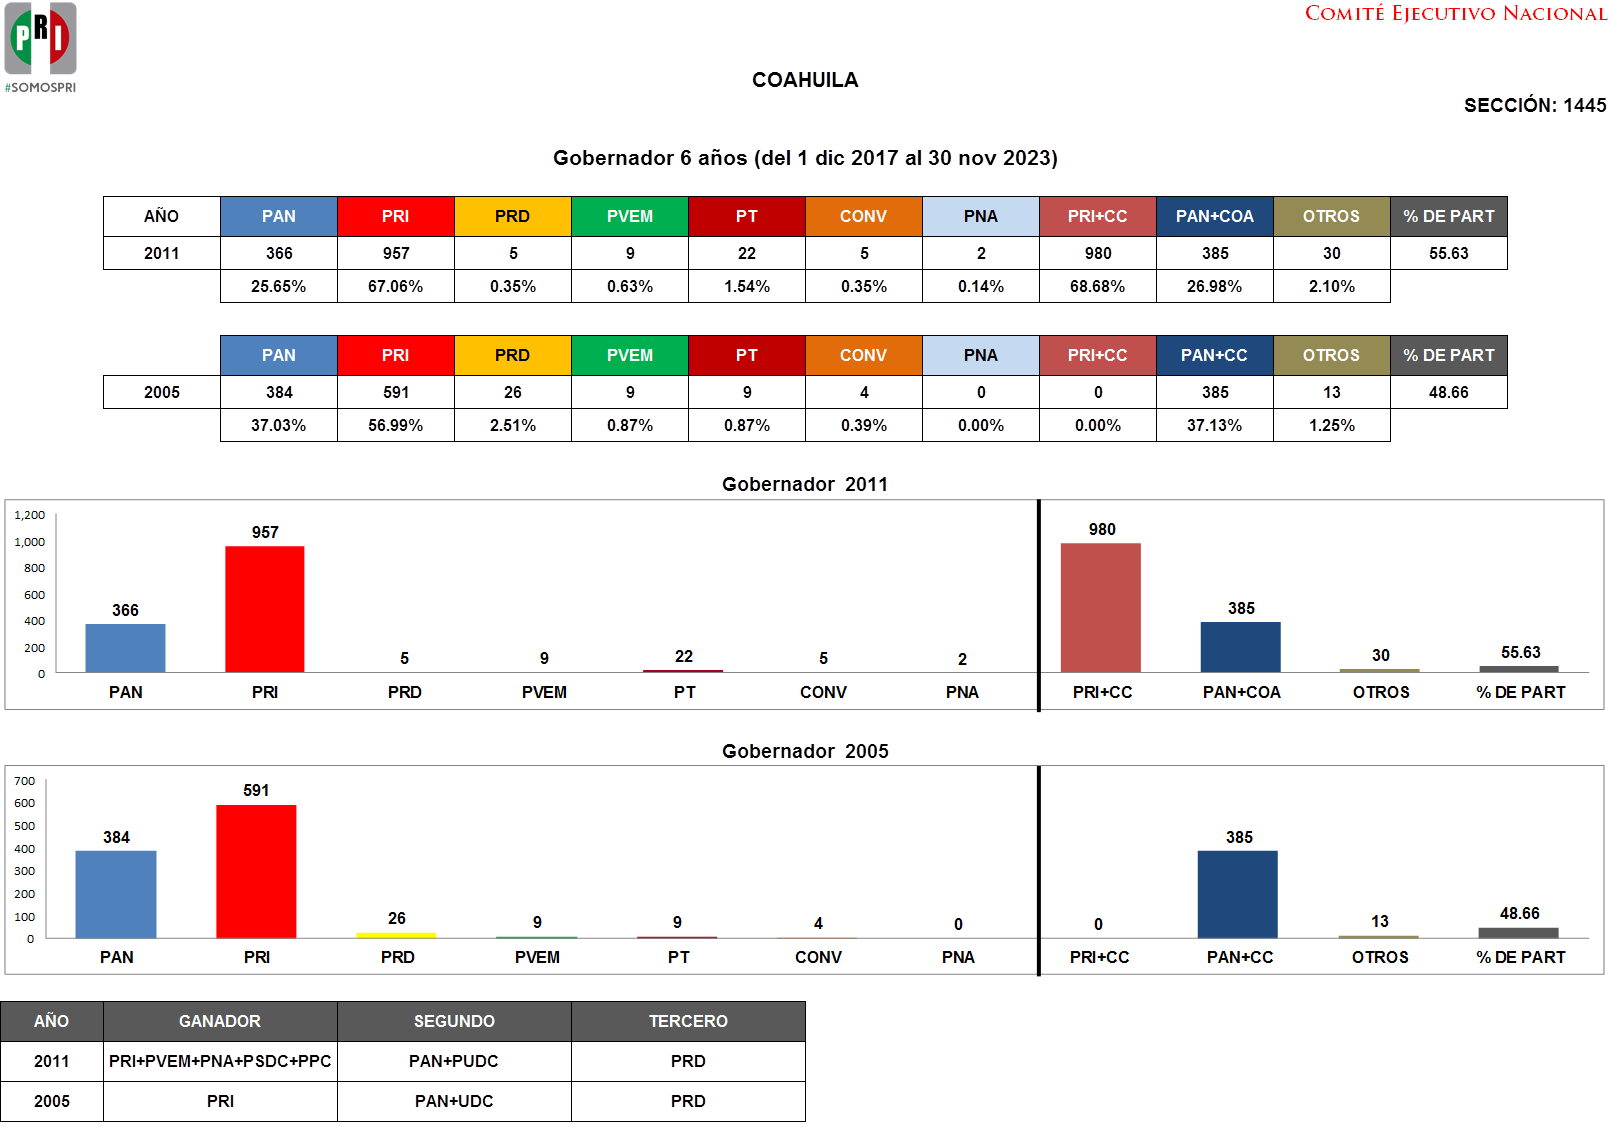 PRI
#SOMOSPRI
COMITÉ EJECUTIVO NACIONAL
COAHUILA
SECCIÓN: 1445
Gobernador 6 años (del 1 dic 2017 al 30 nov 2023)
AÑO PAN PRI PRD PVEM PT CONV PNA PRI+CC PAN+COA OTROS % DE PART
2011 366 957 5 9 22 5 2 980 385 30 55.63
25.65% 67.06% 0.35% 0.63% 1.54% 0.35% 0.14% 68.68% 26.98% 2.10%
PAN PRI PRD PVEM PT CONV PNA PRI+CC PAN+CC OTROS % DE PART
2005 384 591 26 9 9 4 0 0 385 13 48.66
37.03% 56.99% 2.51% 0.87% 0.87% 0.39% 0.00% 0.00% 37.13% 1.25%
Gobernador 2011
1,200
1,000
800
600
400
200
0
366 957 5 9 22 5 2 980 385 30 55.63
PAN PRI PRD PVEM PT CONV PNA PRI+CC PAN+COA OTROS % DE PART
Gobernador 2005
700
600
500
400
300
200
100
0
384 591 26 9 9 4 0 0 385 13 48.66
PAN PRI PRD PVEM PT CONV PNA PRI+CC PAN+CC OTROS % DE PART
AÑO GANADOR SEGUNDO TERCERO
2011 PRI+PVEM+PNA+PSDC+PPC PAN+PUDC PRD
2005 PRI PAN+UDC PRD